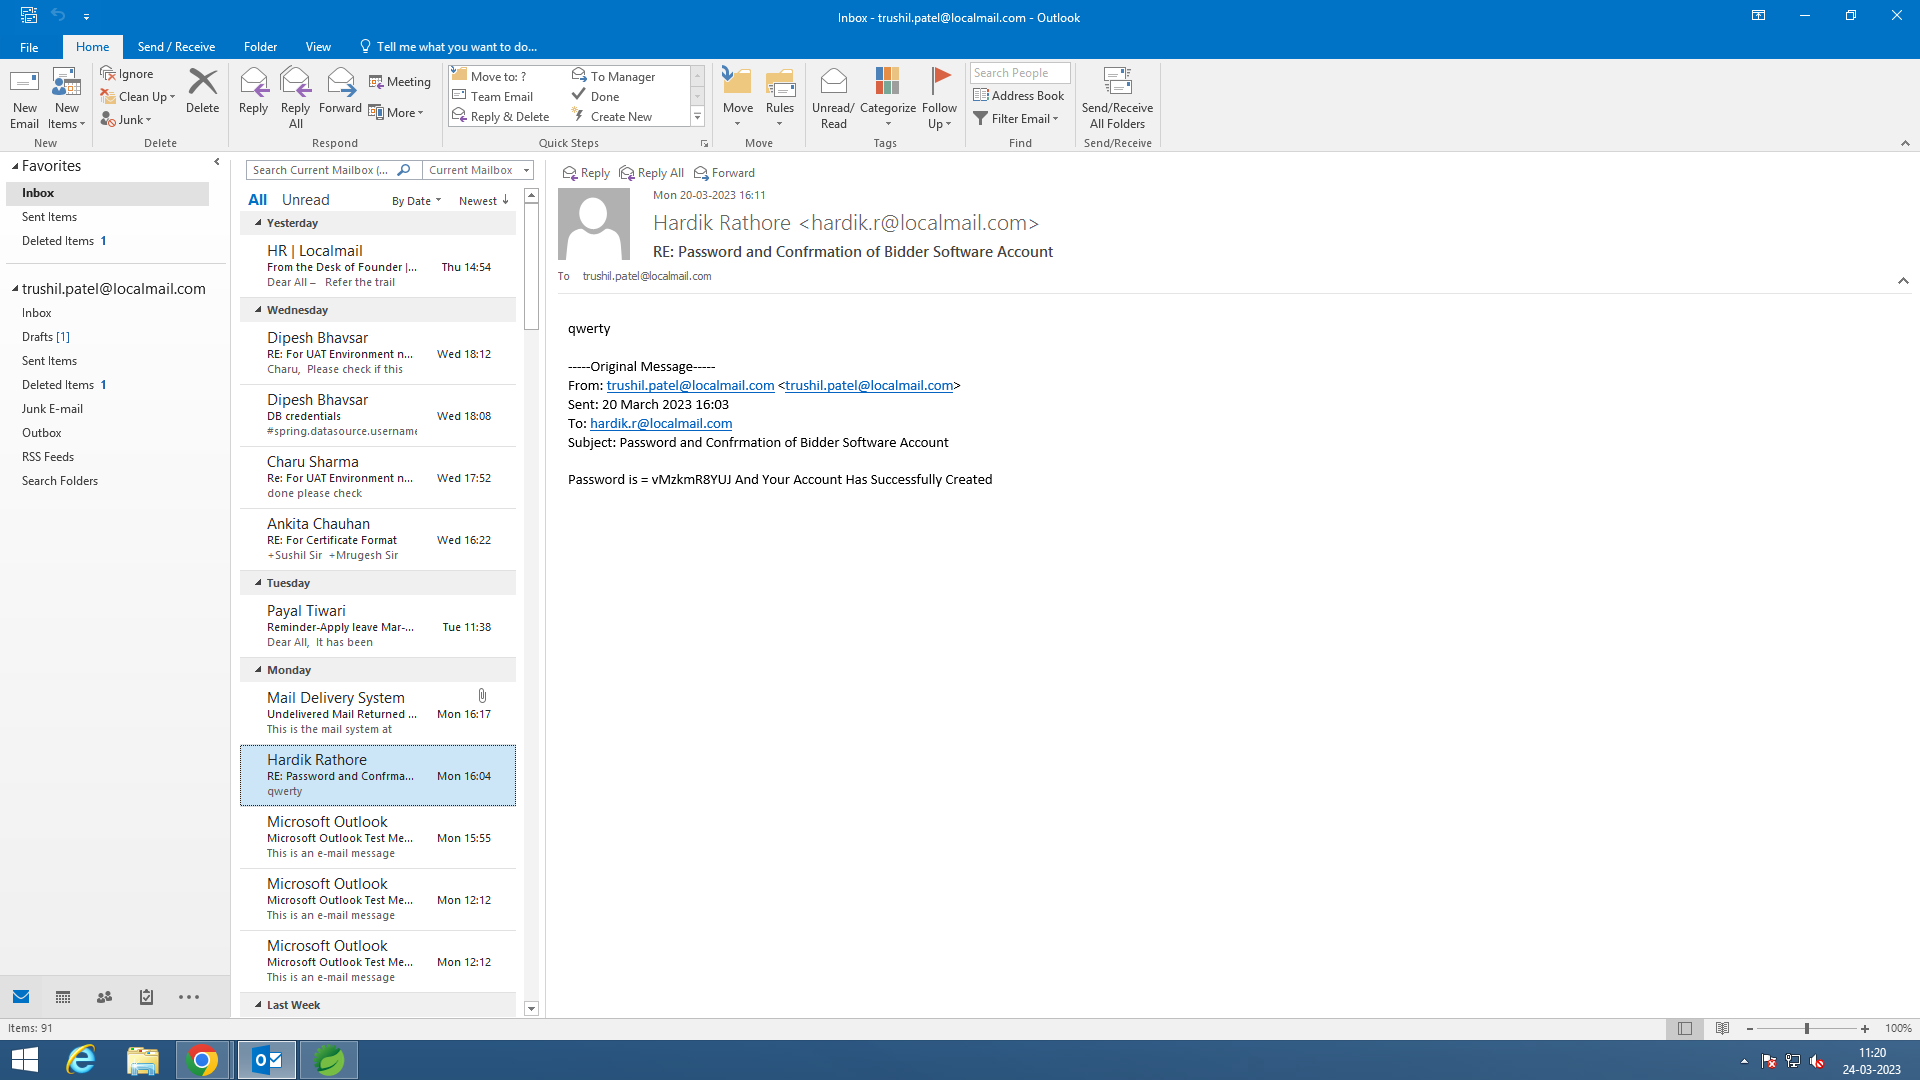 Inbox - trushil.patel@localmail.com - Outlook
File
Home
Send / Receive
Folder
View
Tell me what you want to do...
New Email
New Items
New
Ignore
Clean Up
Junk
Delete
Delete
Reply
Reply All
Forward
Meeting
More
Respond
Move to: ?
Team Email
Reply & Delete
To Manager
Done
Create New
Quick Steps
Move
Rules
Move
Unread/ Read
Categorize
Follow Up
Tags
Search People
Address Book
Filter Email
Find
Send/Receive All Folders
Send/Receive
Favorites
Inbox
Sent Items
Deleted Items 1
trushil.patel@localmail.com
Inbox
Drafts [1]
Sent Items
Deleted Items 1
Junk E-mail
Outbox
RSS Feeds
Search Folders
Search Current Mailbox (...
Current Mailbox
All Unread
By Date Newest
Yesterday
HR | Localmail
From the Desk of Founder |... Thu 14:54
Dear All – Refer the trail
Wednesday
Dipesh Bhavsar
RE: For UAT Environment n... Wed 18:12
Charu, Please check if this
Dipesh Bhavsar
DB credentials Wed 18:08
#spring.datasource.username
Charu Sharma
Re: For UAT Environment n... Wed 17:52
done please check
Ankita Chauhan
RE: For Certificate Format Wed 16:22
+Sushil Sir +Mrugesh Sir
Tuesday
Payal Tiwari
Reminder-Apply leave Mar-... Tue 11:38
Dear All, It has been
Monday
Mail Delivery System
Undelivered Mail Returned ... Mon 16:17
This is the mail system at
Hardik Rathore
RE: Password and Confrma... Mon 16:04
qwerty
Microsoft Outlook
Microsoft Outlook Test Me... Mon 15:55
This is an e-mail message
Microsoft Outlook
Microsoft Outlook Test Me... Mon 12:12
This is an e-mail message
Microsoft Outlook
Microsoft Outlook Test Me... Mon 12:12
This is an e-mail message
Last Week
Reply Reply All Forward
Mon 20-03-2023 16:11
Hardik Rathore <hardik.r@localmail.com>
RE: Password and Confrmation of Bidder Software Account
To trushil.patel@localmail.com
qwerty
-----Original Message-----
From: trushil.patel@localmail.com <trushil.patel@localmail.com>
Sent: 20 March 2023 16:03
To: hardik.r@localmail.com
Subject: Password and Confrmation of Bidder Software Account
Password is = vMzkmR8YUJ And Your Account Has Successfully Created
Items: 91
100%
11:20
24-03-2023